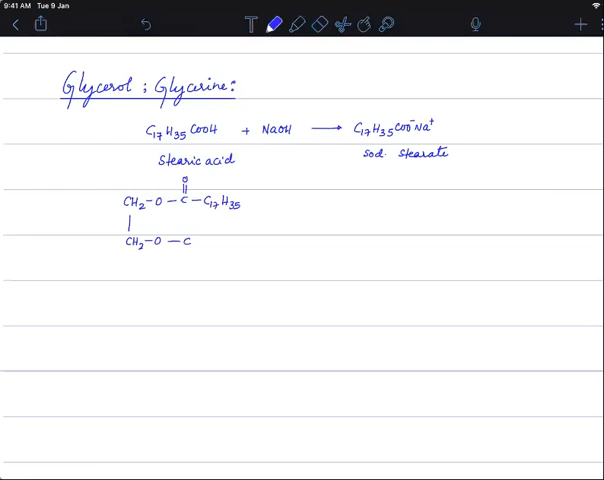 9:41 AM Tue 9 Jan
Glycerol ; Glycerine:
C17H35COOH + NaOH ⟶ C17H35COO⁻Na⁺
Stearic acid
Sod. Stearate
O
||
CH2–O–C–C17H35
|
CH2–O–C